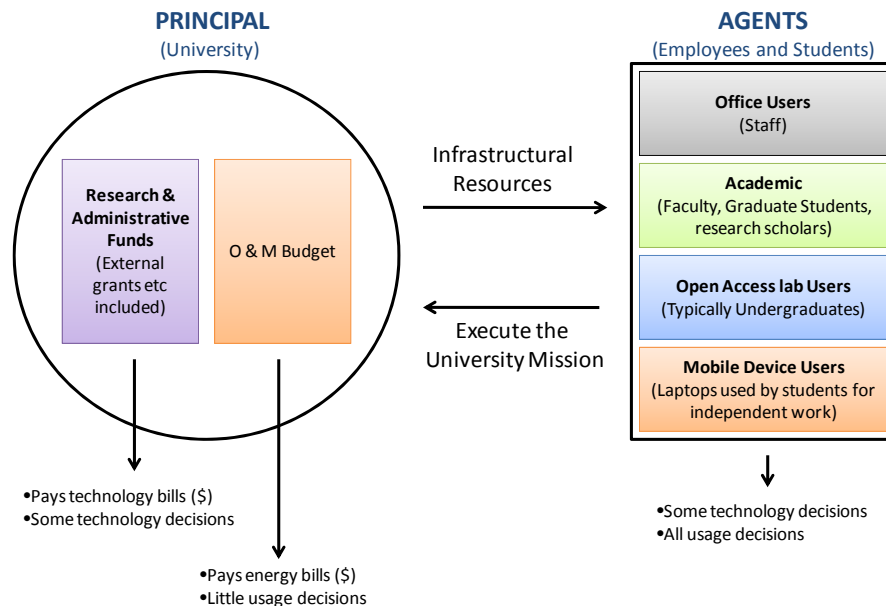 PRINCIPAL
(University)
Research &
Administrative
Funds
(External
grants etc
included)
O & M Budget
•Pays technology bills ($)
•Some technology decisions
•Pays energy bills ($)
•Little usage decisions
Infrastructural
Resources
Execute the
University Mission
AGENTS
(Employees and Students)
Office Users
(Staff)
Academic
(Faculty, Graduate Students,
research scholars)
Open Access lab Users
(Typically Undergraduates)
Mobile Device Users
(Laptops used by students for
independent work)
•Some technology decisions
•All usage decisions